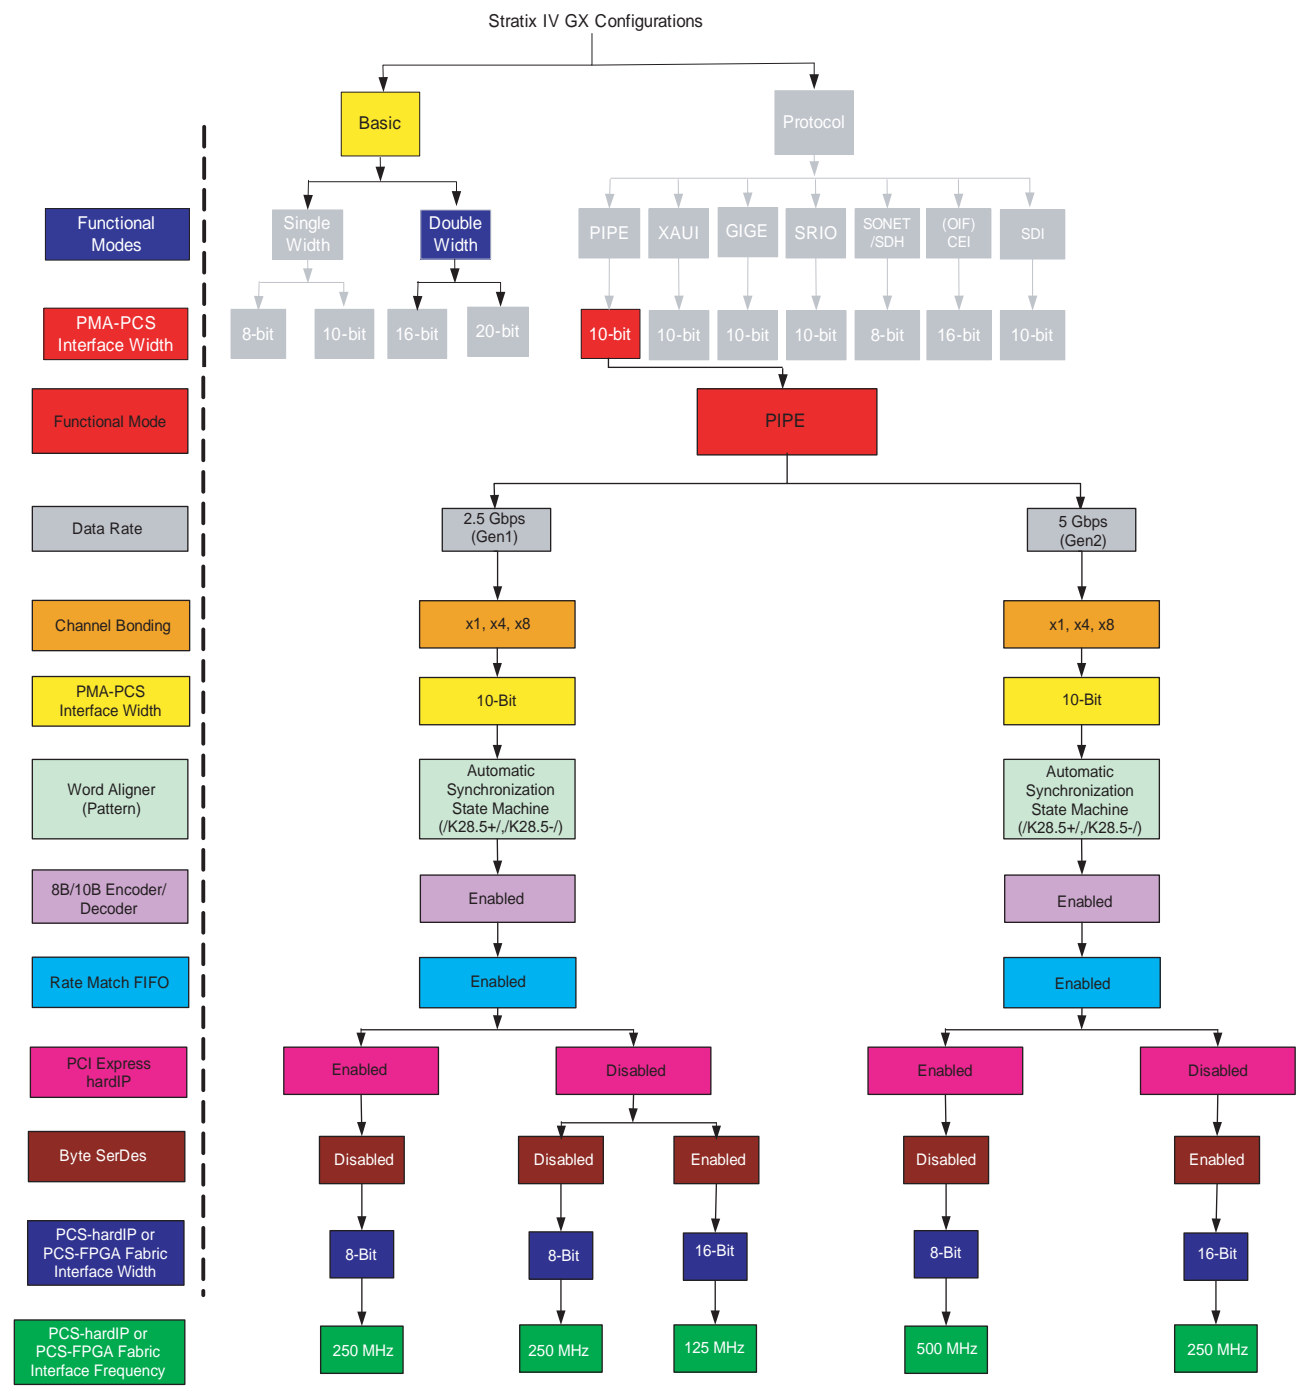 Stratix IV GX Configurations
Basic
Protocol
Functional
Modes
Single
Width
Double
Width
PIPE
XAUI
GIGE
SRIO
SONET
/SDH
(OIF)
CEI
SDI
PMA-PCS
Interface Width
8-bit
10-bit
16-bit
20-bit
10-bit
10-bit
10-bit
10-bit
8-bit
16-bit
10-bit
Functional Mode
PIPE
Data Rate
2.5 Gbps
(Gen1)
5 Gbps
(Gen2)
Channel Bonding
x1, x4, x8
x1, x4, x8
PMA-PCS
Interface Width
10-Bit
10-Bit
Word Aligner
(Pattern)
Automatic
Synchronization
State Machine
(/K28.5+/,/K28.5-/)
Automatic
Synchronization
State Machine
(/K28.5+/,/K28.5-/)
8B/10B Encoder/
Decoder
Enabled
Enabled
Rate Match FIFO
Enabled
Enabled
PCI Express
hardIP
Enabled
Disabled
Enabled
Disabled
Byte SerDes
Disabled
Disabled
Enabled
Disabled
Enabled
PCS-hardIP or
PCS-FPGA Fabric
Interface Width
8-Bit
8-Bit
16-Bit
8-Bit
16-Bit
PCS-hardIP or
PCS-FPGA Fabric
Interface Frequency
250 MHz
250 MHz
125 MHz
500 MHz
250 MHz